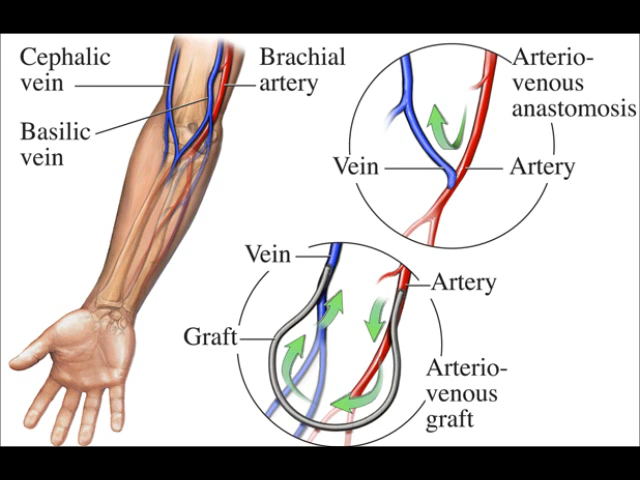 Cephalic
vein
Basilic
vein
Brachial
artery
Arterio-
venous
anastomosis
Vein
Artery
Vein
Artery
Graft
Arterio-
venous
graft